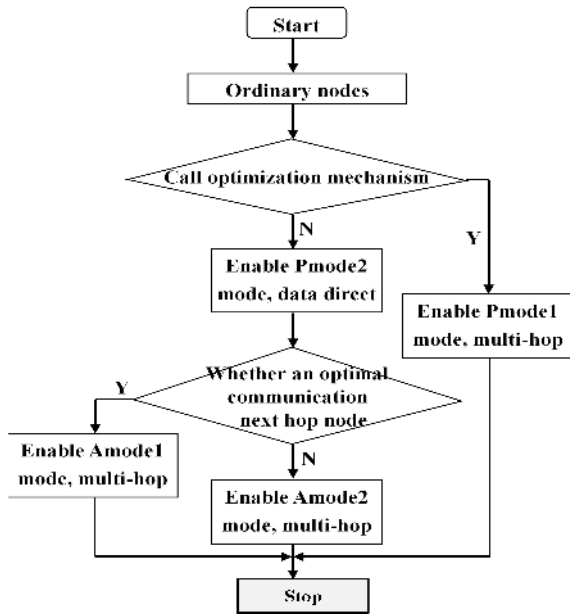 Start
Ordinary nodes
Call optimization mechanism
N
Y
Enable Pmode2
mode, data direct
Enable Pmode1
mode, multi-hop
Whether an optimal
communication
next hop node
Y
N
Enable Amode1
mode, multi-hop
Enable Amode2
mode, multi-hop
Stop